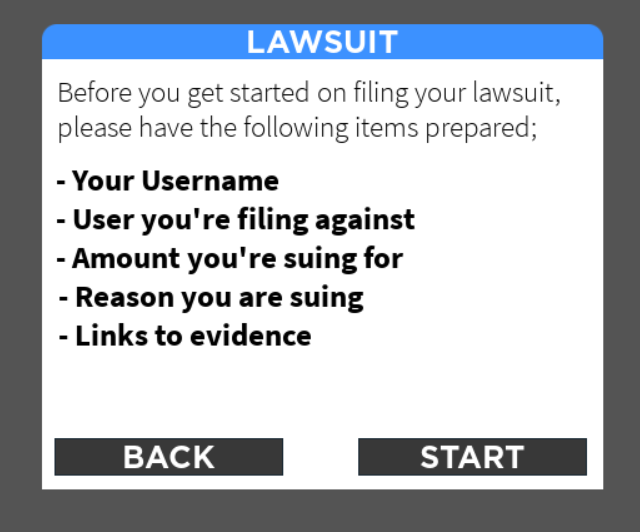 LAWSUIT
Before you get started on filing your lawsuit,
please have the following items prepared;
- Your Username
- User you're filing against
- Amount you're suing for
- Reason you are suing
- Links to evidence
BACK
START